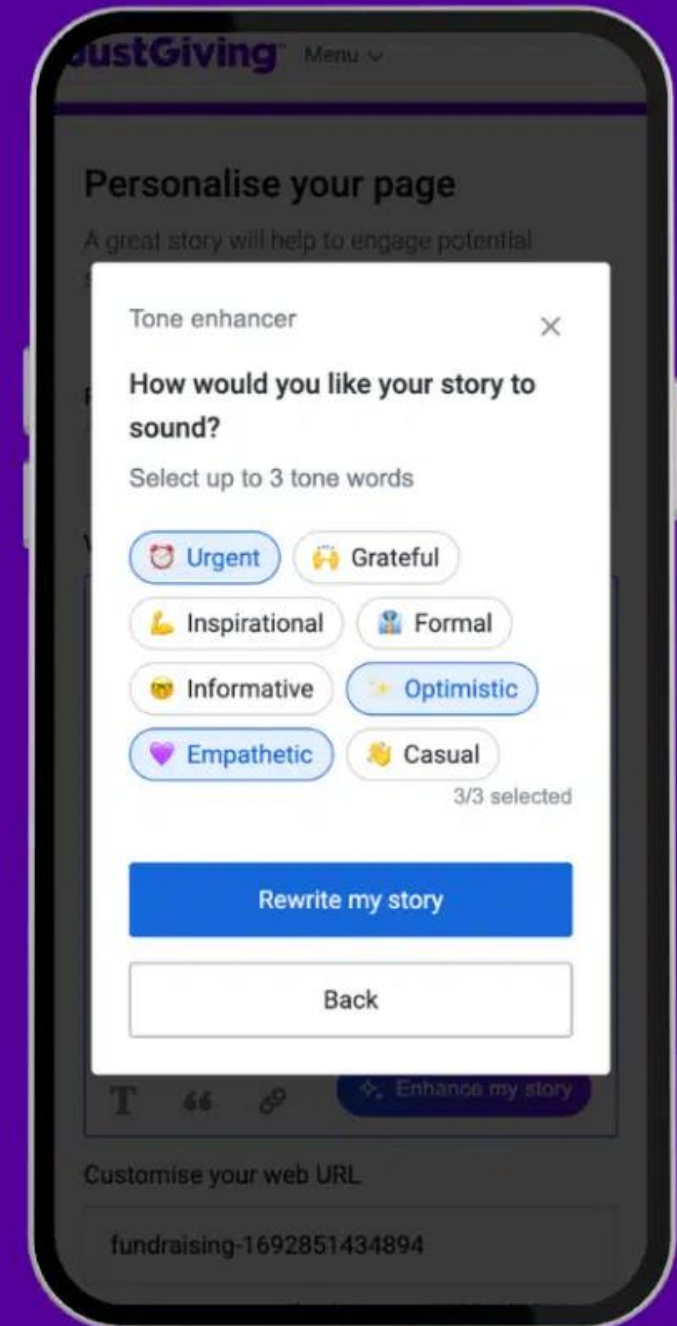 JustGiving™ Menu
Personalise your page
A great story will help to engage potential
Tone enhancer
How would you like your story to
sound?
Select up to 3 tone words
Urgent Grateful
Inspirational Formal
Informative Optimistic
Empathetic Casual
3/3 selected
Rewrite my story
Back
T Enhance my story
Customise your web URL
fundraising-1692851434894